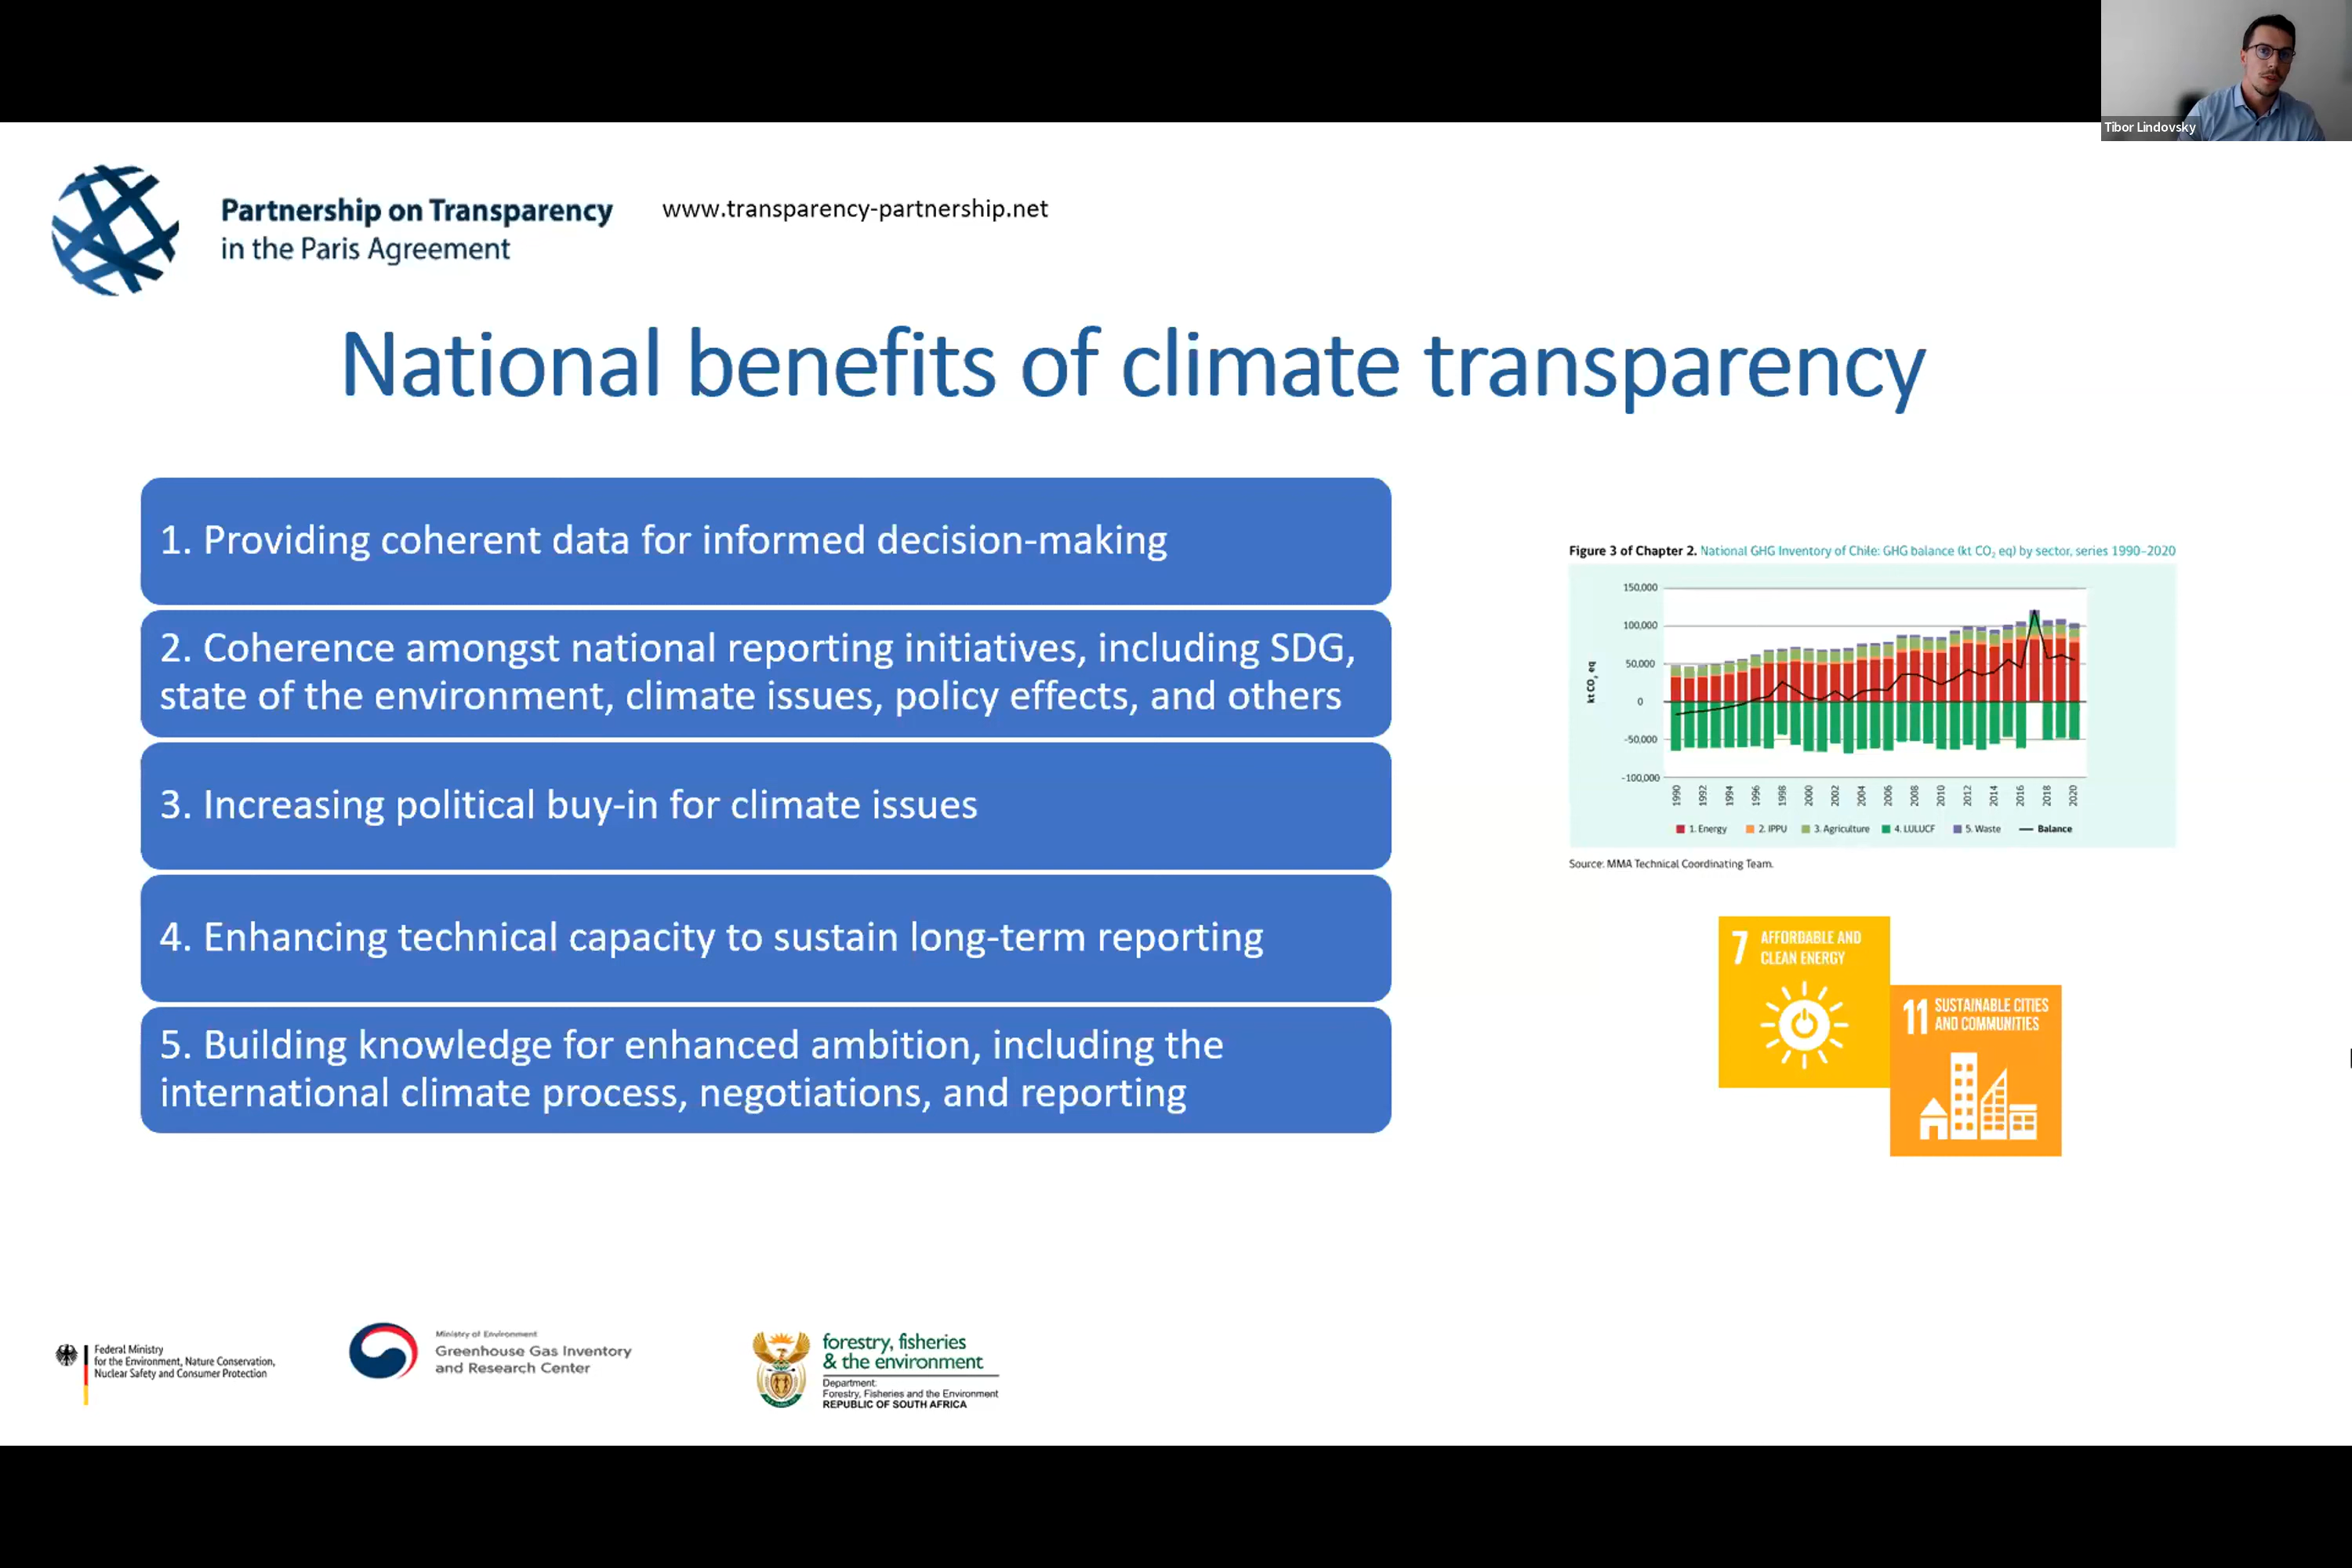 Tibor Lindovsky
Partnership on Transparency
in the Paris Agreement
www.transparency-partnership.net
National benefits of climate transparency
1. Providing coherent data for informed decision-making
2. Coherence amongst national reporting initiatives, including SDG,
state of the environment, climate issues, policy effects, and others
3. Increasing political buy-in for climate issues
4. Enhancing technical capacity to sustain long-term reporting
5. Building knowledge for enhanced ambition, including the
international climate process, negotiations, and reporting
Figure 3 of Chapter 2. National GHG Inventory of Chile: GHG balance (kt CO₂ eq) by sector, series 1990–2020
kt CO₂ eq
150,000
100,000
50,000
0
-50,000
-100,000
1990 1992 1994 1996 1998 2000 2002 2004 2006 2008 2010 2012 2014 2016 2018 2020
1. Energy 2. IPPU 3. Agriculture 4. LULUCF 5. Waste Balance
Source: MMA Technical Coordinating Team.
7 AFFORDABLE AND
CLEAN ENERGY
11 SUSTAINABLE CITIES
AND COMMUNITIES
Federal Ministry
for the Environment, Nature Conservation,
Nuclear Safety and Consumer Protection
Ministry of Environment
Greenhouse Gas Inventory
and Research Center
forestry, fisheries
& the environment
Department:
Forestry, Fisheries and the Environment
REPUBLIC OF SOUTH AFRICA